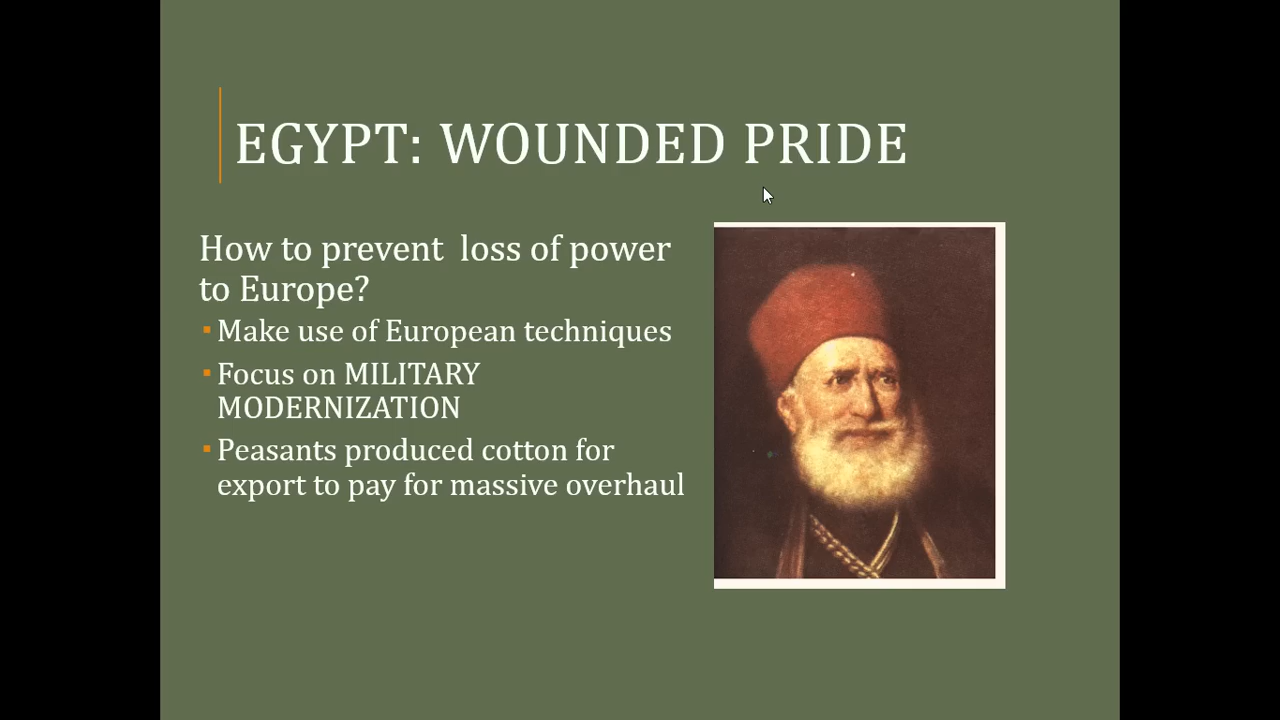 EGYPT: WOUNDED PRIDE
How to prevent  loss of power
to Europe?
▪ Make use of European techniques
▪ Focus on MILITARY
MODERNIZATION
▪ Peasants produced cotton for
export to pay for massive overhaul